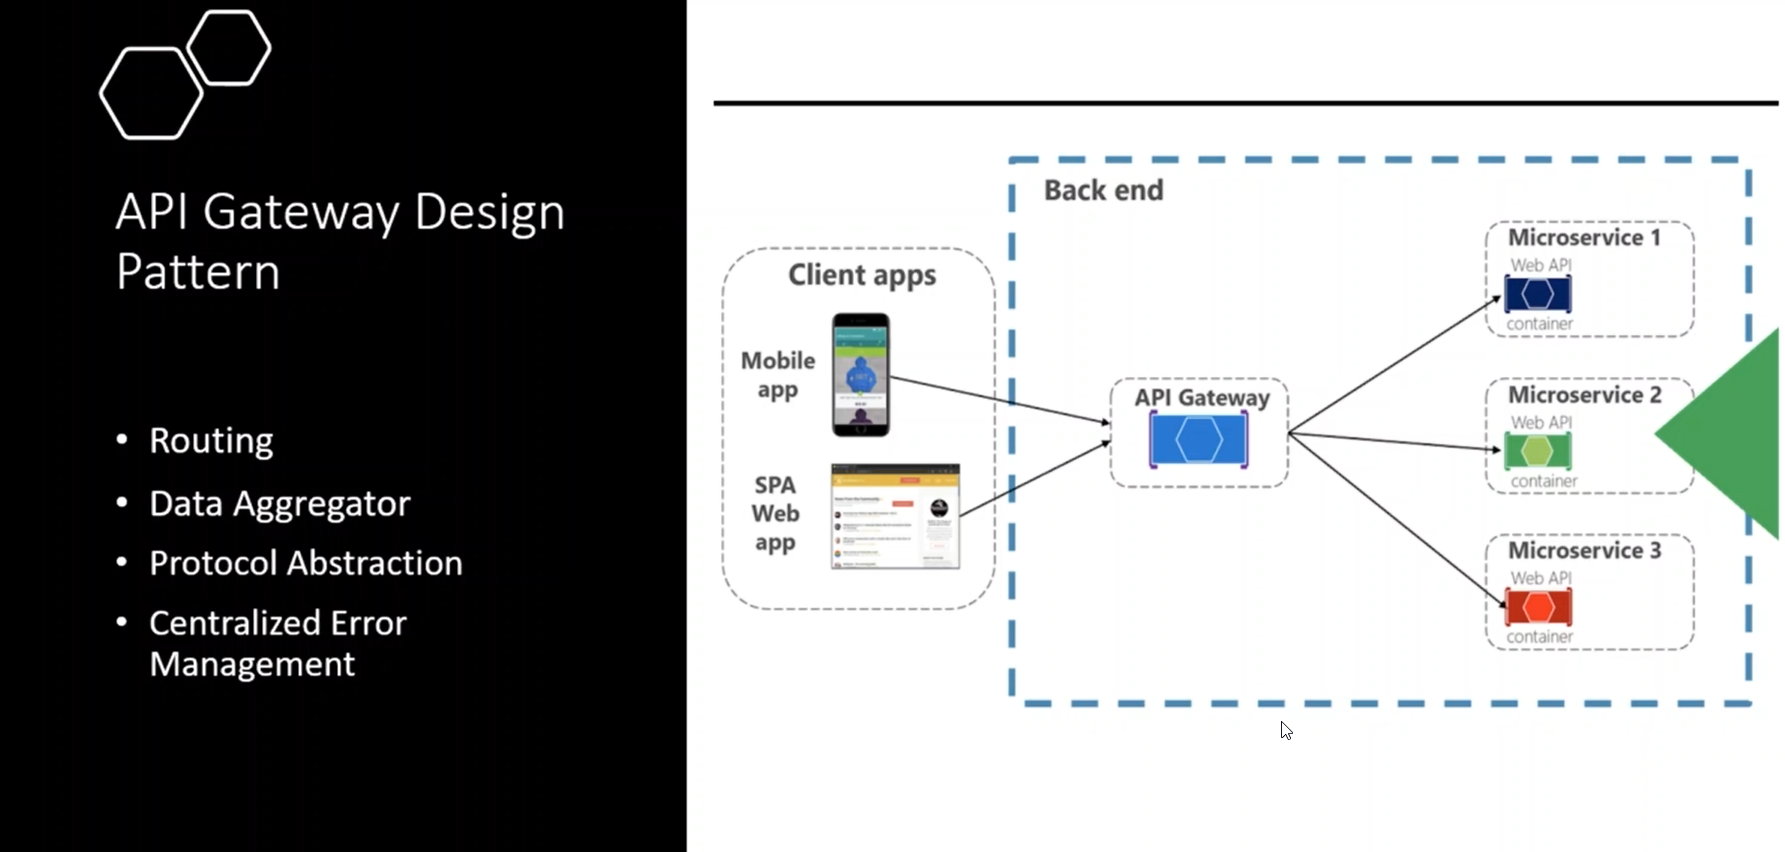 API Gateway Design
Pattern
• Routing
• Data Aggregator
• Protocol Abstraction
• Centralized Error
Management
Client apps
Mobile
app
SPA
Web
app
Back end
API Gateway
Microservice 1
Web API
container
Microservice 2
Web API
container
Microservice 3
Web API
container